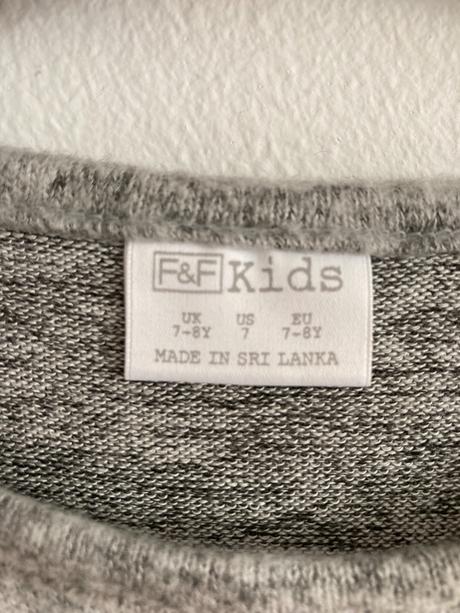 F&F Kids
UK US EU
7-8Y 7 7-8Y
MADE IN SRI LANKA